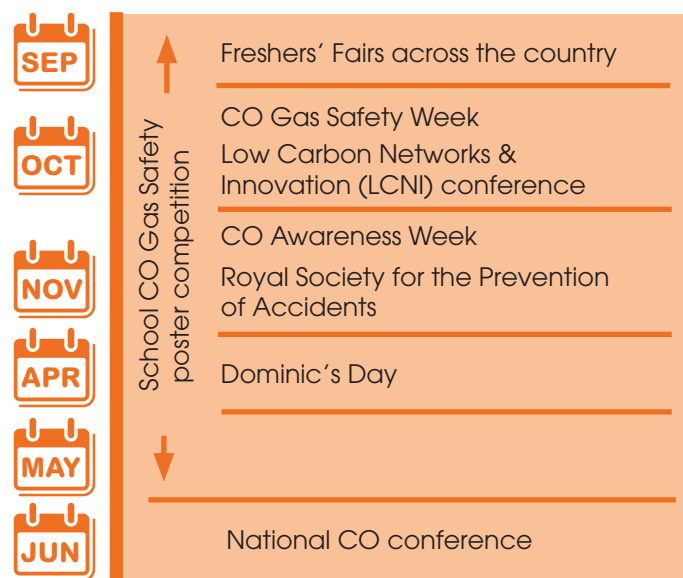 SEP
Freshers’ Fairs across the country
OCT
CO Gas Safety Week
Low Carbon Networks &
Innovation (LCNI) conference
NOV
CO Awareness Week
Royal Society for the Prevention
of Accidents
APR
Dominic’s Day
MAY
School CO Gas Safety
poster competition
JUN
National CO conference